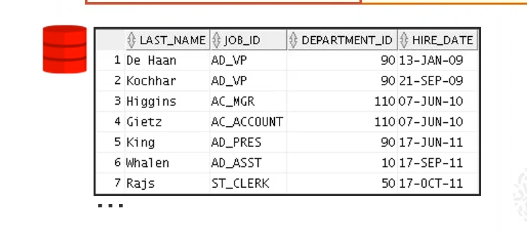 LAST_NAME JOB_ID DEPARTMENT_ID HIRE_DATE
1 De Haan AD_VP 90 13-JAN-09
2 Kochhar AD_VP 90 21-SEP-09
3 Higgins AC_MGR 110 07-JUN-10
4 Gietz AC_ACCOUNT 110 07-JUN-10
5 King AD_PRES 90 17-JUN-11
6 Whalen AD_ASST 10 17-SEP-11
7 Rajs ST_CLERK 50 17-OCT-11
...